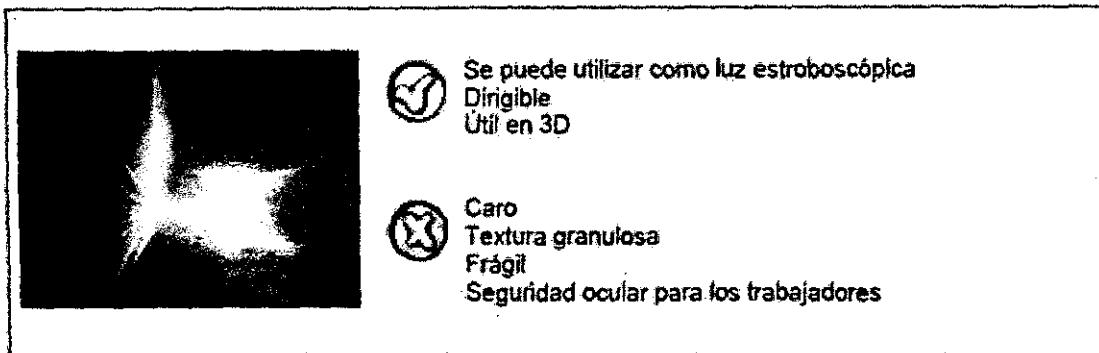 Se puede utilizar como luz estroboscópica
Dirigible
Útil en 3D
Caro
Textura granulosa
Frágil
Seguridad ocular para los trabajadores